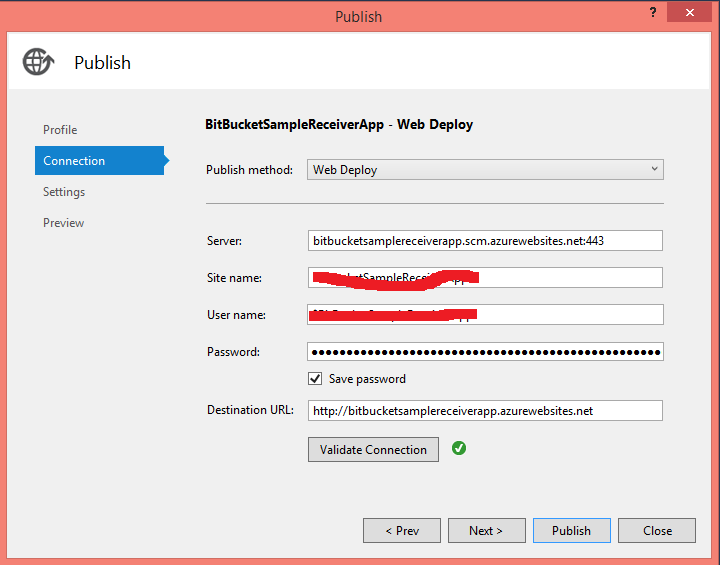 Publish
?
Publish
Profile
Connection
Settings
Preview
BitBucketSampleReceiverApp - Web Deploy
Publish method: Web Deploy
Server: bitbucketsamplereceiverapp.scm.azurewebsites.net:443
Site name:
User name:
Password:
Save password
Destination URL: http://bitbucketsamplereceiverapp.azurewebsites.net
Validate Connection
< Prev Next > Publish Close